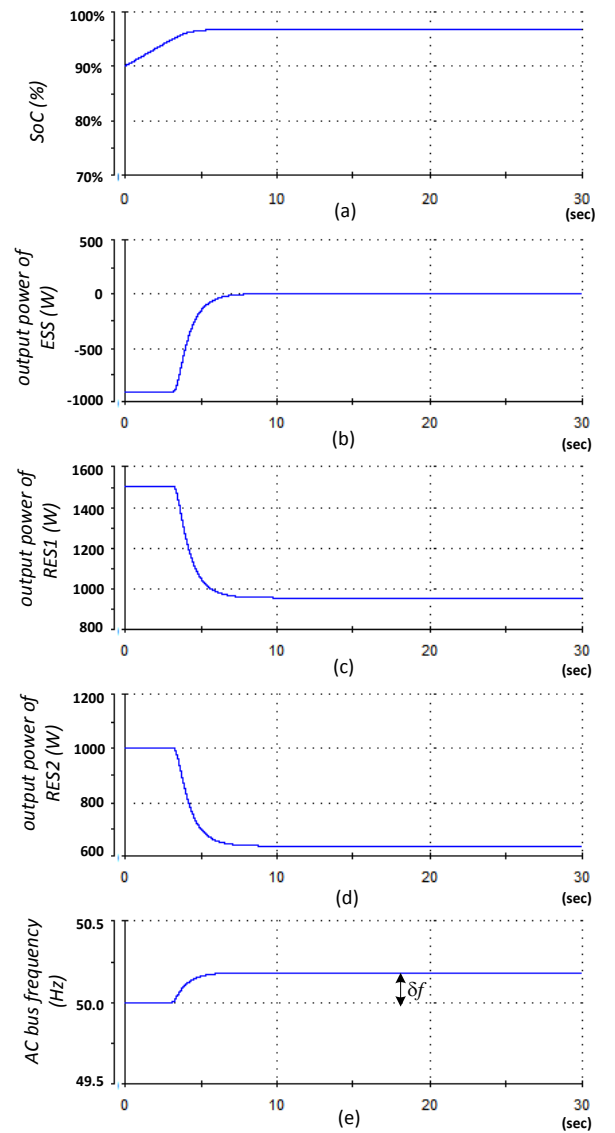 100%
90%
80%
70%
SoC (%)
0
10
20
30
(a)
(sec)
500
0
-500
-1000
output power of
ESS (W)
0
10
20
30
(b)
(sec)
1600
1400
1200
1000
800
output power of
RES1 (W)
0
10
20
30
(c)
(sec)
1200
1000
800
600
output power of
RES2 (W)
0
10
20
30
(d)
(sec)
50.5
50.0
49.5
AC bus frequency
(Hz)
δf
0
10
20
30
(e)
(sec)